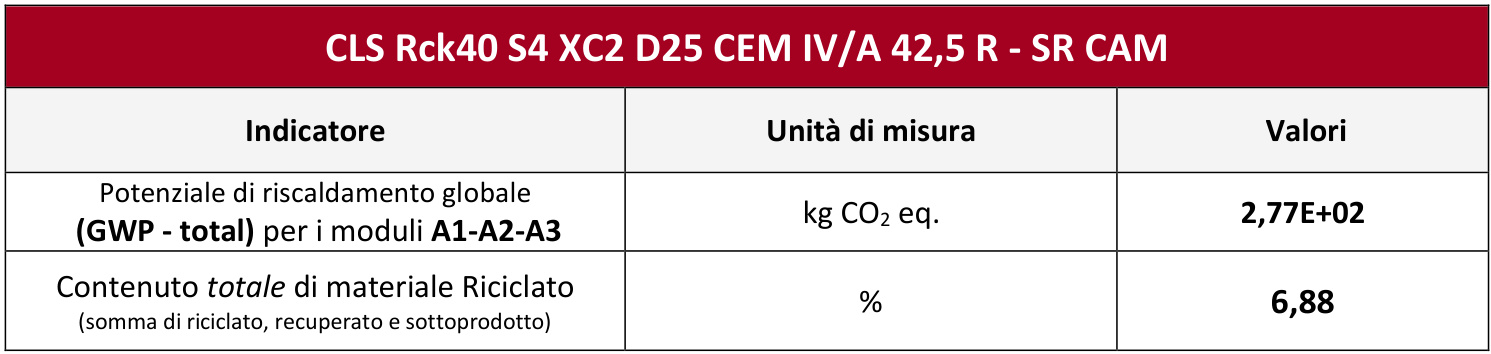 CLS Rck40 S4 XC2 D25 CEM IV/A 42,5 R - SR CAM
Indicatore
Unità di misura
Valori
Potenziale di riscaldamento globale
(GWP - total) per i moduli A1-A2-A3
kg CO₂ eq.
2,77E+02
Contenuto totale di materiale Riciclato
(somma di riciclato, recuperato e sottoprodotto)
%
6,88